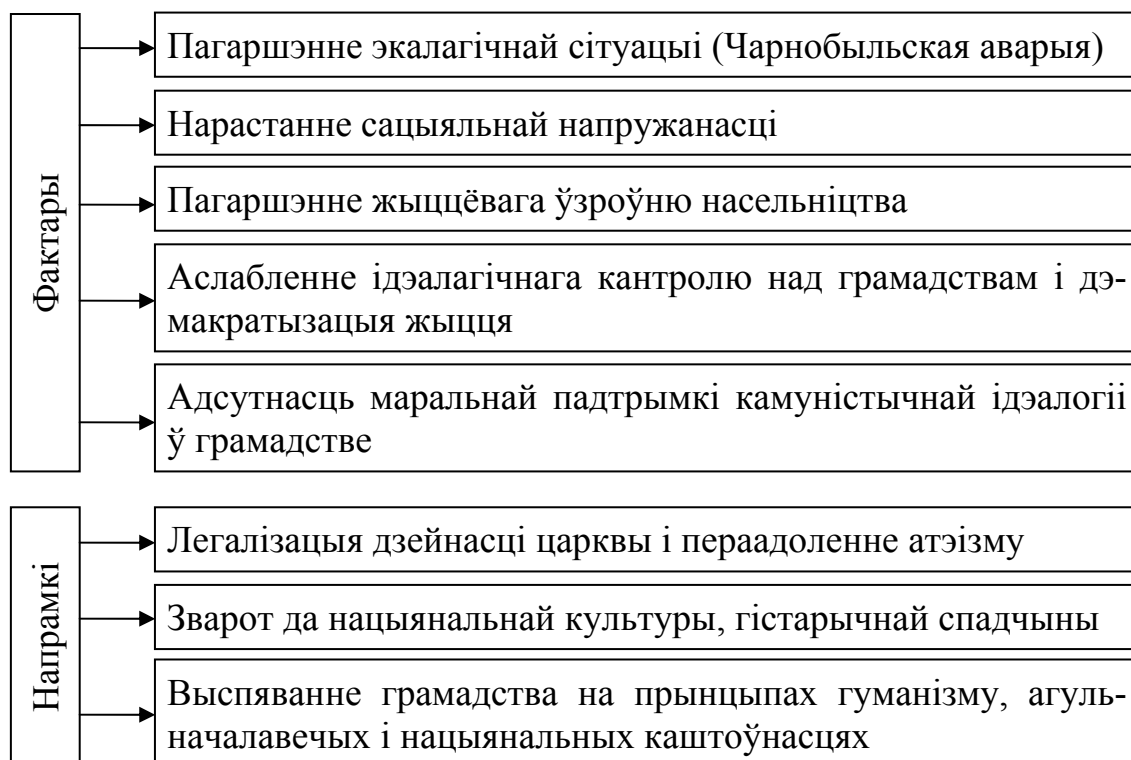 Фактары
Пагаршэнне экалагічнай сітуацыі (Чарнобыльская аварыя)
Нарастанне сацыяльнай напружанасці
Пагаршэнне жыццёвага ўзроўню насельніцтва
Аслабленне ідэалагічнага кантролю над грамадствам і дэ-
макратызацыя жыцця
Адсутнасць маральнай падтрымкі камуністычнай ідэалогіі
ў грамадстве
Напрамкі
Легалізацыя дзейнасці царквы і пераадоленне атэізму
Зварот да нацыянальнай культуры, гістарычнай спадчыны
Выспяванне грамадства на прынцыпах гуманізму, агуль-
началавечых і нацыянальных каштоўнасцях